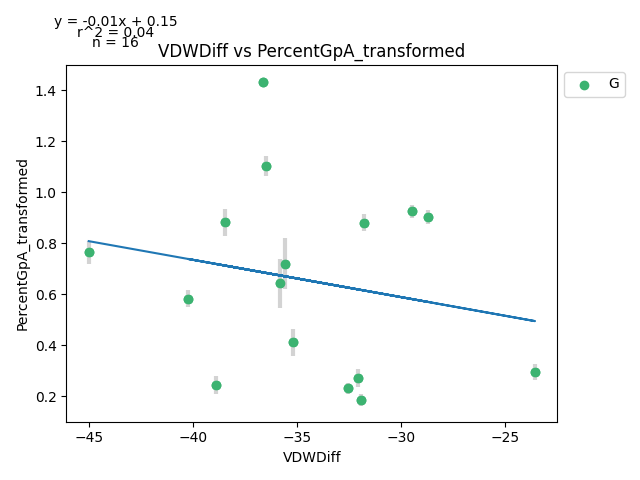 y = -0.01x + 0.15
r^2 = 0.04
n = 16
VDWDiff vs PercentGpA_transformed
G
PercentGpA_transformed
1.4
1.2
1.0
0.8
0.6
0.4
0.2
−45
−40
−35
−30
−25
VDWDiff